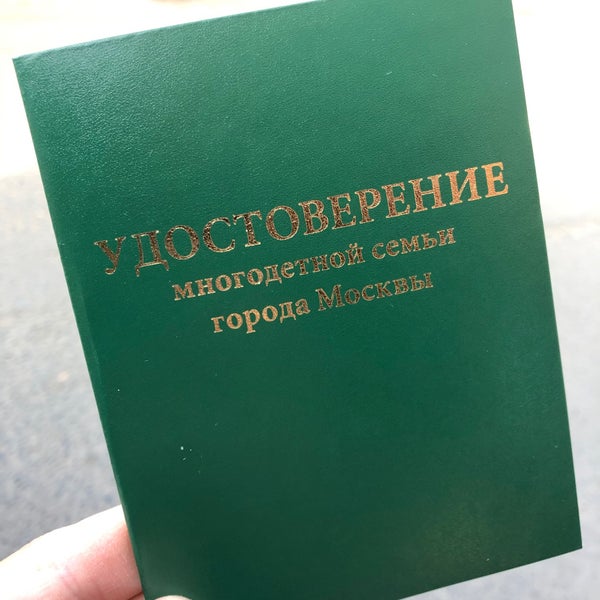 УДОСТОВЕРЕНИЕ
многодетной семьи
города Москвы